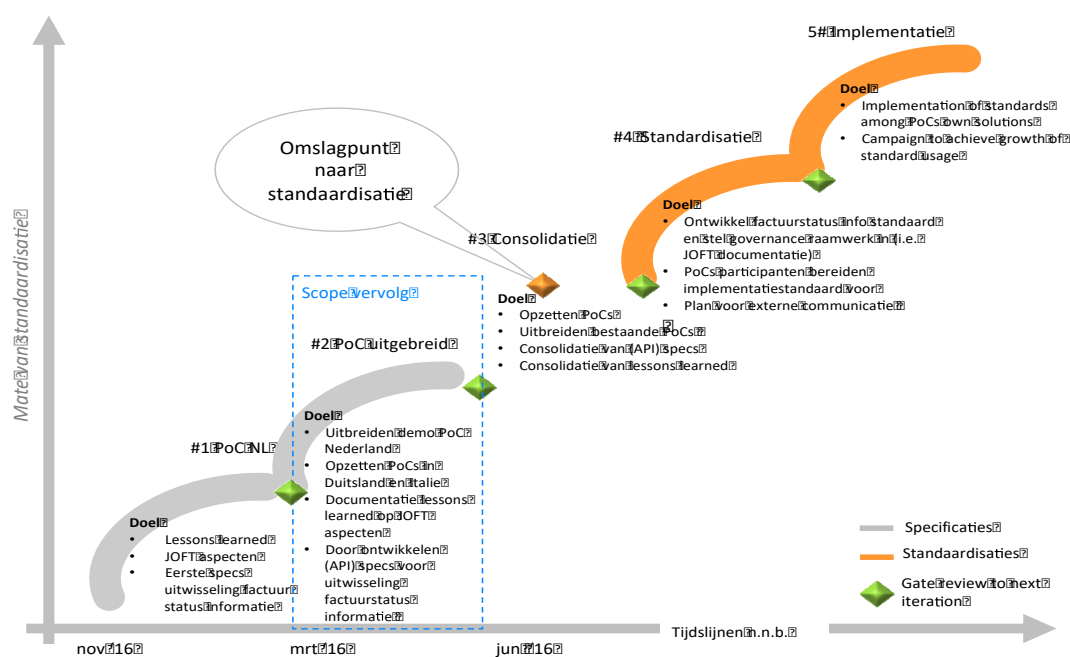 5# Implementatie
Doel
• Implementation of standards
among PoCs own solutions
• Campaign to achieve growth of
standard usage
#4 Standardisatie
Doel
• Ontwikkel factuurstatus info standaard
en stel governance raamwerk in (i.e.
JOFT documentatie)
• PoCs participanten bereiden
implementatiestandaard voor
• Plan voor externe communicatie
Omslagpunt
naar
standaardisatie
#3 Consolidatie
Doel
• Opzetten PoCs
• Uitbreiden bestaande PoCs
• Consolidatie van (API) specs
• Consolidatie van lessons learned
Scope vervolg
#2 PoC uitgebreid
Doel
• Uitbreiden demo PoC
Nederland
• Opzetten PoCs in
Duitsland en Italie
• Documentatie lessons
learned op JOFT
aspecten
• Door ontwikkelen
(API) specs voor
uitwisseling
factuurstatus
informatie
#1 PoC NL
Doel
• Lessons learned
• JOFT aspecten
• Eerste specs
uitwisseling factuur
status informatie
Mate van standaardisatie
Specificaties
Standaardisaties
Gate review to next
iteration
Tijdslijnen n.n.b.
nov 16
mrt 16
jun 16